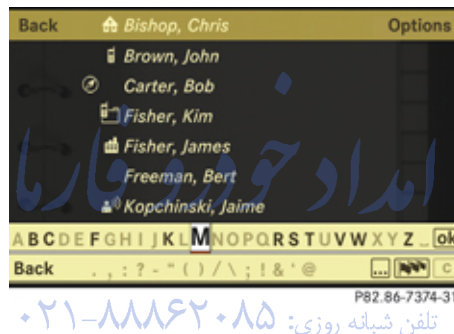 Back Bishop, Chris Options
Brown, John
Carter, Bob
Fisher, Kim
Fisher, James
Freeman, Bert
Kopchinski, Jaime
امداد خودرو فارما
A B C D E F G H I J K L M N O P Q R S T U V W X Y Z _ ok
Back . , : ? - " ( ) / \ ; ! & ' @ ... c
P82.86-7374-31
تلفن شبانه روزی: ۰۲۱-۸۸۸۶۲۰۸۵